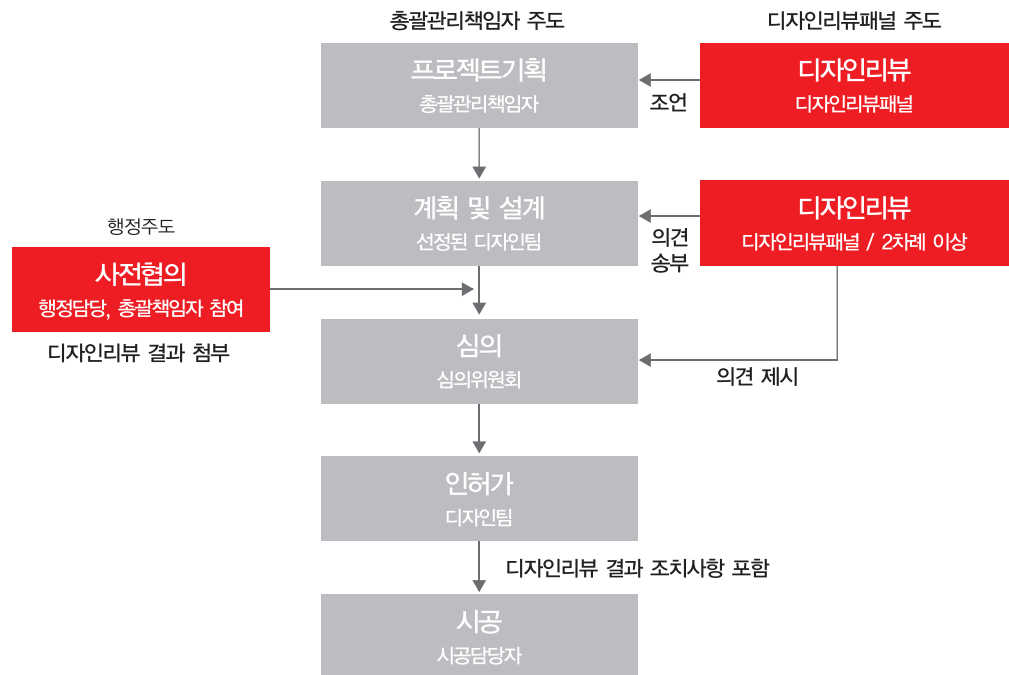 총괄관리책임자 주도
디자인리뷰패널 주도
프로젝트기획
총괄관리책임자
조언
디자인리뷰
디자인리뷰패널
계획 및 설계
선정된 디자인팀
의견
송부
디자인리뷰
디자인리뷰패널 / 2차례 이상
행정주도
사전협의
행정담당, 총괄책임자 참여
디자인리뷰 결과 첨부
심의
심의위원회
의견 제시
인허가
디자인팀
디자인리뷰 결과 조치사항 포함
시공
시공담당자